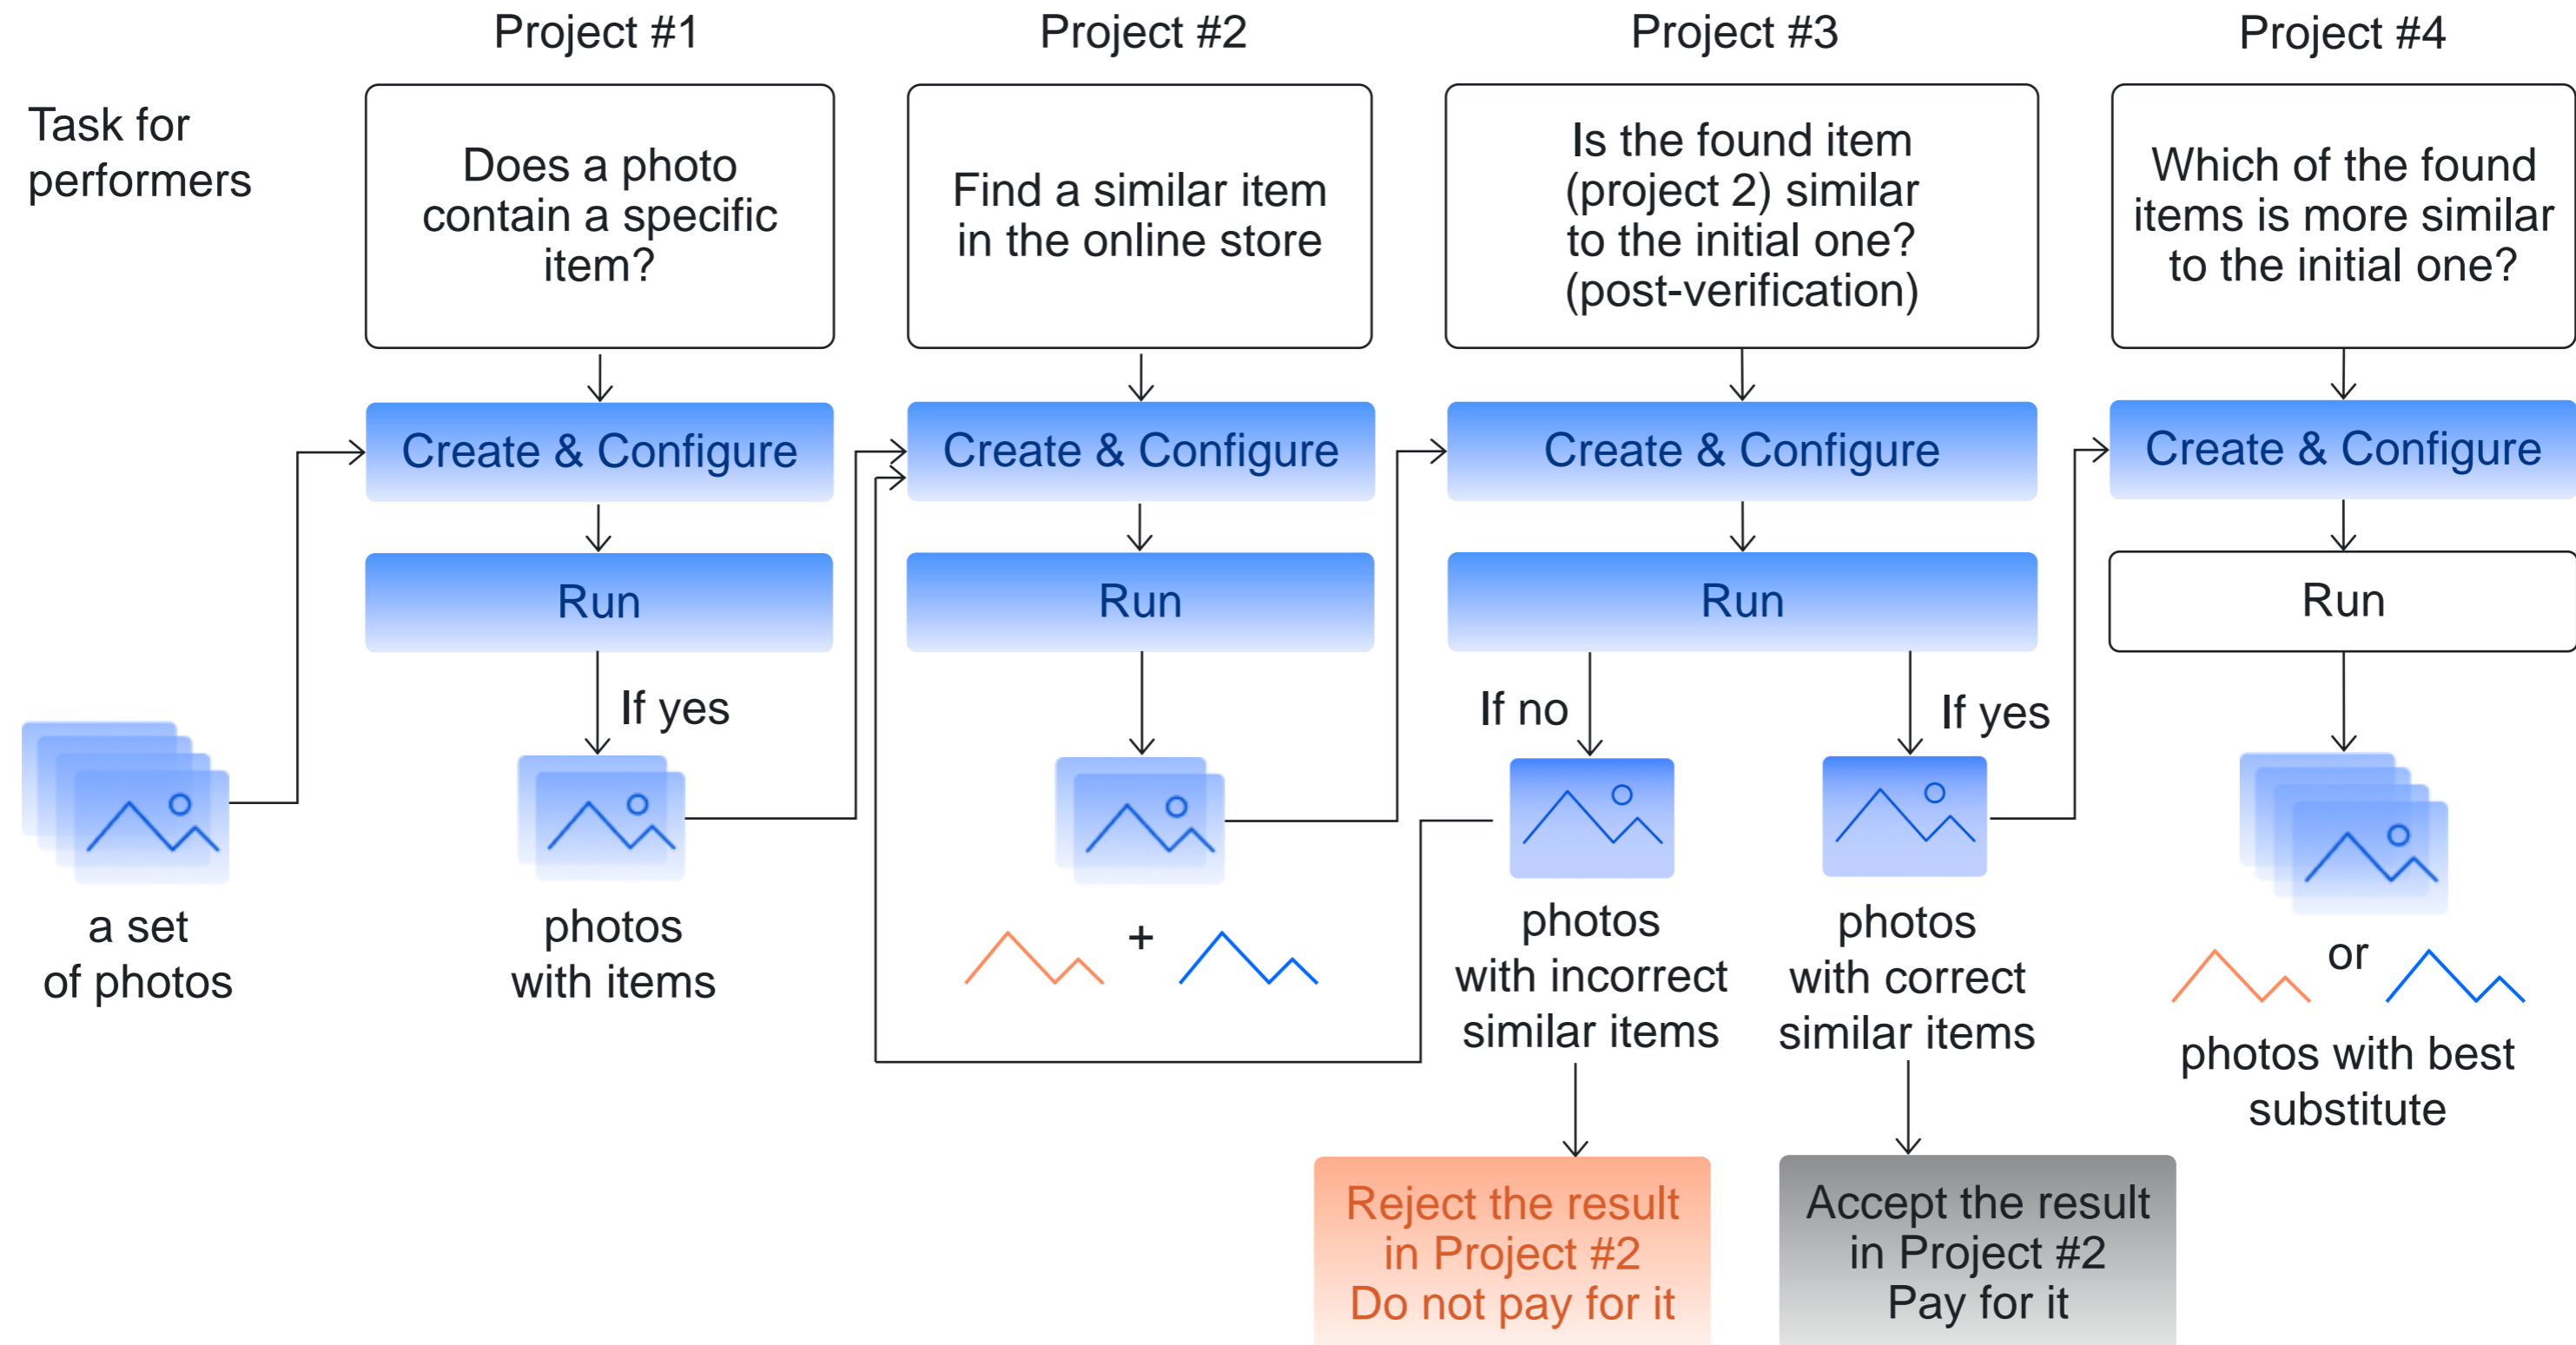 Project #1
Project #2
Project #3
Project #4
Task for
performers
Does a photo
contain a specific
item?
Find a similar item
in the online store
Is the found item
(project 2) similar
to the initial one?
(post-verification)
Which of the found
items is more similar
to the initial one?
Create & Configure
Create & Configure
Create & Configure
Create & Configure
Run
Run
Run
Run
If yes
If no
If yes
a set
of photos
photos
with items
+
photos
with incorrect
similar items
photos
with correct
similar items
or
photos with best
substitute
Reject the result
in Project #2
Do not pay for it
Accept the result
in Project #2
Pay for it